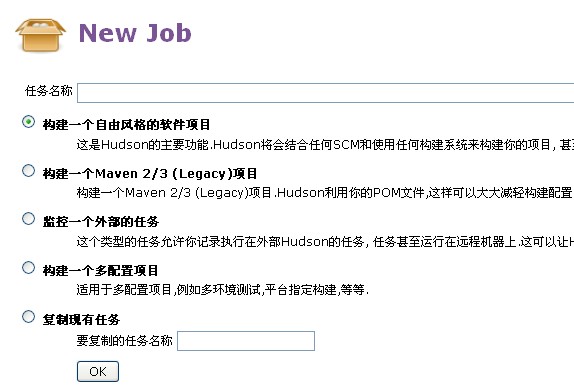 New Job
任务名称
构建一个自由风格的软件项目
这是Hudson的主要功能.Hudson将会结合任何SCM和使用任何构建系统来构建你的项目, 甚至
构建一个Maven 2/3 (Legacy)项目
构建一个Maven 2/3 (Legacy)项目.Hudson利用你的POM文件,这样可以大大减轻构建配置
监控一个外部的任务
这个类型的任务允许你记录执行在外部Hudson的任务, 任务甚至运行在远程机器上.这可以让H
构建一个多配置项目
适用于多配置项目,例如多环境测试,平台指定构建,等等.
复制现有任务
要复制的任务名称
OK